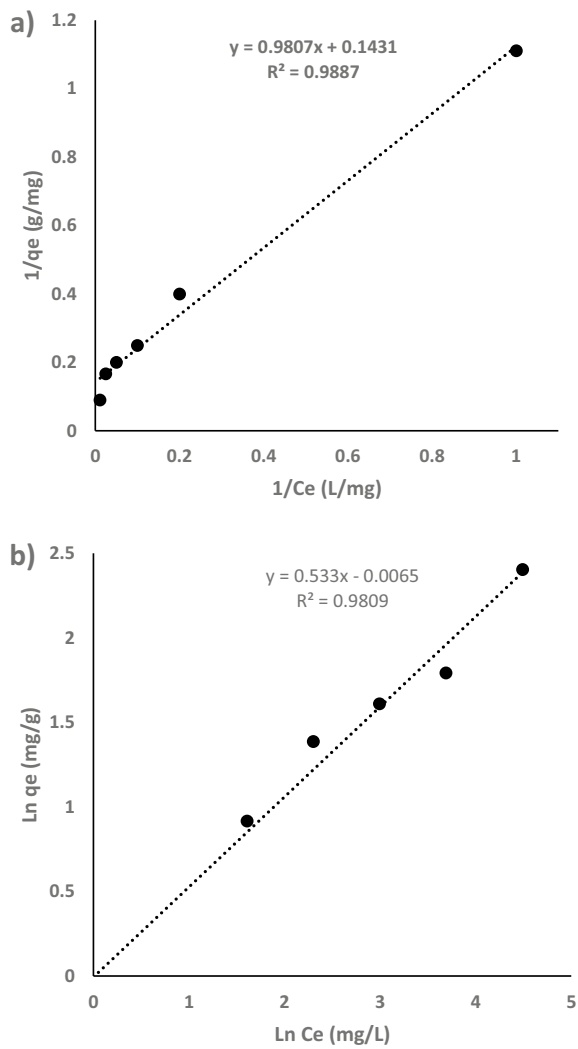 a)
y = 0.9807x + 0.1431
R² = 0.9887
1.2
1
0.8
0.6
0.4
0.2
0
1/qe (g/mg)
0 0.2 0.4 0.6 0.8 1
1/Ce (L/mg)
b)
y = 0.533x - 0.0065
R² = 0.9809
2.5
2
1.5
1
0.5
0
Ln qe (mg/g)
0 1 2 3 4 5
Ln Ce (mg/L)